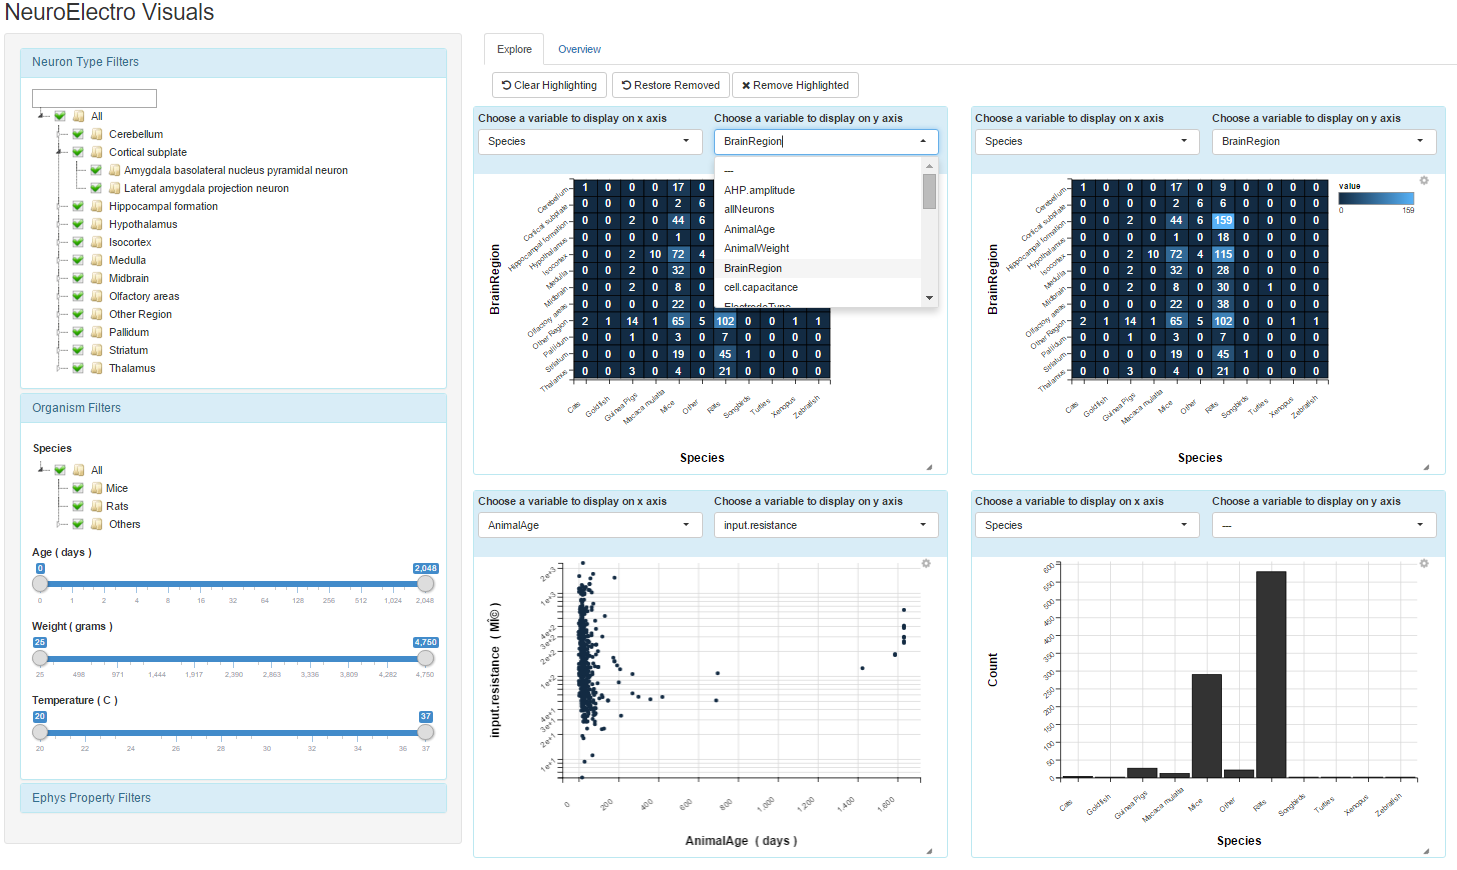 NeuroElectro Visuals
Neuron Type Filters
All
Cerebellum
Cortical subplate
Amygdala basolateral nucleus pyramidal neuron
Lateral amygdala projection neuron
Hippocampal formation
Hypothalamus
Isocortex
Medulla
Midbrain
Olfactory areas
Other Region
Pallidum
Striatum
Thalamus
Organism Filters
Species
All
Mice
Rats
Others
Age ( days )
0 2,048
0 1 2 4 8 16 32 64 128 256 512 1,024 2,048
Weight ( grams )
25 4,750
25 498 971 1,444 1,917 2,390 2,863 3,336 3,809 4,282 4,750
Temperature ( C )
20 37
20 22 24 26 28 30 32 34 36 37
Ephys Property Filters
Explore Overview
Clear Highlighting Restore Removed Remove Highlighted
Choose a variable to display on x axis Choose a variable to display on y axis
Species BrainRegion
---
AHP.amplitude
allNeurons
AnimalAge
AnimalWeight
BrainRegion
cell.capacitance
ElectrodeType
BrainRegion
Cerebellum 1 0 0 0 17 0
Cortical subplate 0 0 0 0 2 6
Hippocampal formation 0 0 2 0 44 6
Hypothalamus 0 0 0 0 1 0
Isocortex 0 0 2 10 72 4
Medulla 0 0 2 0 32 0
Midbrain 0 0 2 0 8 0
Olfactory areas 0 0 0 0 22 0
Other Region 2 1 14 1 65 5 102 0 0 1 1
Pallidum 0 0 1 0 3 0 7 0 0 0 0
Striatum 0 0 0 0 19 0 45 1 0 0 0
Thalamus 0 0 3 0 4 0 21 0 0 0 0
Cats Goldfish Guinea Pigs Macaca mulatta Mice Other Rats Songbirds Turtles Xenopus Zebrafish
Species
Choose a variable to display on x axis Choose a variable to display on y axis
Species BrainRegion
BrainRegion
Cerebellum 1 0 0 0 17 0 9 0 0 0 0
Cortical subplate 0 0 0 0 2 6 6 0 0 0 0
Hippocampal formation 0 0 2 0 44 6 159 0 0 0 0
Hypothalamus 0 0 0 0 1 0 18 0 0 0 0
Isocortex 0 0 2 10 72 4 115 0 0 0 0
Medulla 0 0 2 0 32 0 28 0 0 0 0
Midbrain 0 0 2 0 8 0 30 0 1 0 0
Olfactory areas 0 0 0 0 22 0 38 0 0 0 0
Other Region 2 1 14 1 65 5 102 0 0 1 1
Pallidum 0 0 1 0 3 0 7 0 0 0 0
Striatum 0 0 0 0 19 0 45 1 0 0 0
Thalamus 0 0 3 0 4 0 21 0 0 0 0
Cats Goldfish Guinea Pigs Macaca mulatta Mice Other Rats Songbirds Turtles Xenopus Zebrafish
Species
value
0 159
Choose a variable to display on x axis Choose a variable to display on y axis
AnimalAge input.resistance
input.resistance ( MÎ© )
2e+3
1e+3
4e+2
3e+2
2e+2
1e+2
4e+1
3e+1
2e+1
1e+1
0 200 400 600 800 1,000 1,200 1,400 1,600
AnimalAge ( days )
Choose a variable to display on x axis Choose a variable to display on y axis
Species ---
Count
600
550
500
450
400
350
300
250
200
150
100
50
0
Cats Goldfish Guinea Pigs Macaca mulatta Mice Other Rats Songbirds Turtles Xenopus Zebrafish
Species